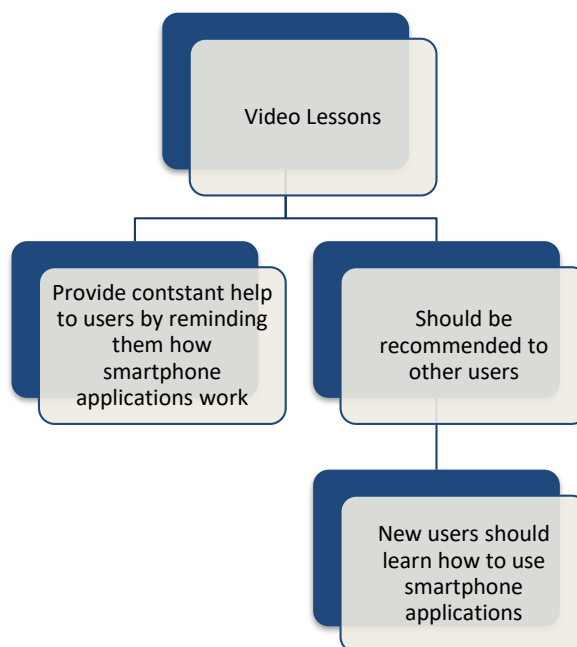 Video Lessons
Provide contstant help
to users by reminding
them how
smartphone
applications work
Should be
recommended to
other users
New users should
learn how to use
smartphone
applications